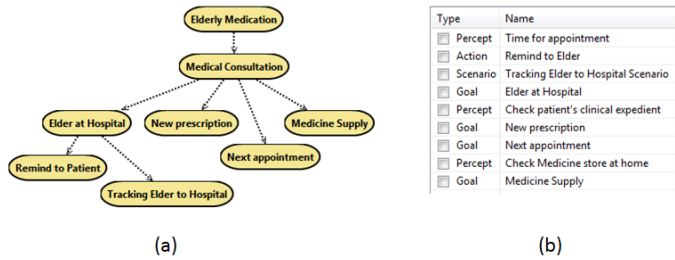 Elderly Medication
Medical Consultation
Elder at Hospital
New prescription
Medicine Supply
Next appointment
Remind to Patient
Tracking Elder to Hospital
(a)
Type Name
Percept Time for appointment
Action Remind to Elder
Scenario Tracking Elder to Hospital Scenario
Goal Elder at Hospital
Percept Check patient's clinical expedient
Goal New prescription
Goal Next appointment
Percept Check Medicine store at home
Goal Medicine Supply
(b)